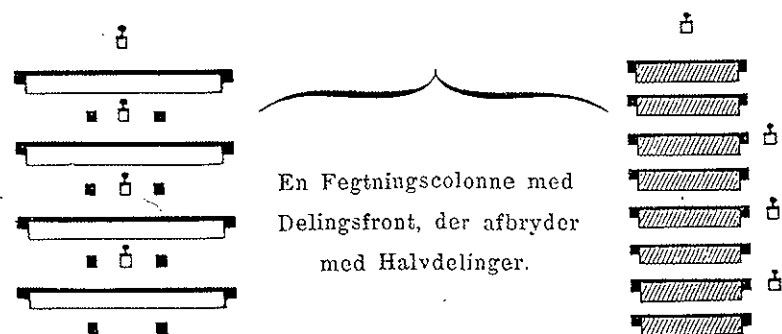 En Fegtningscolonne med
Delingsfront, der afbryder
med Halvdelinger.